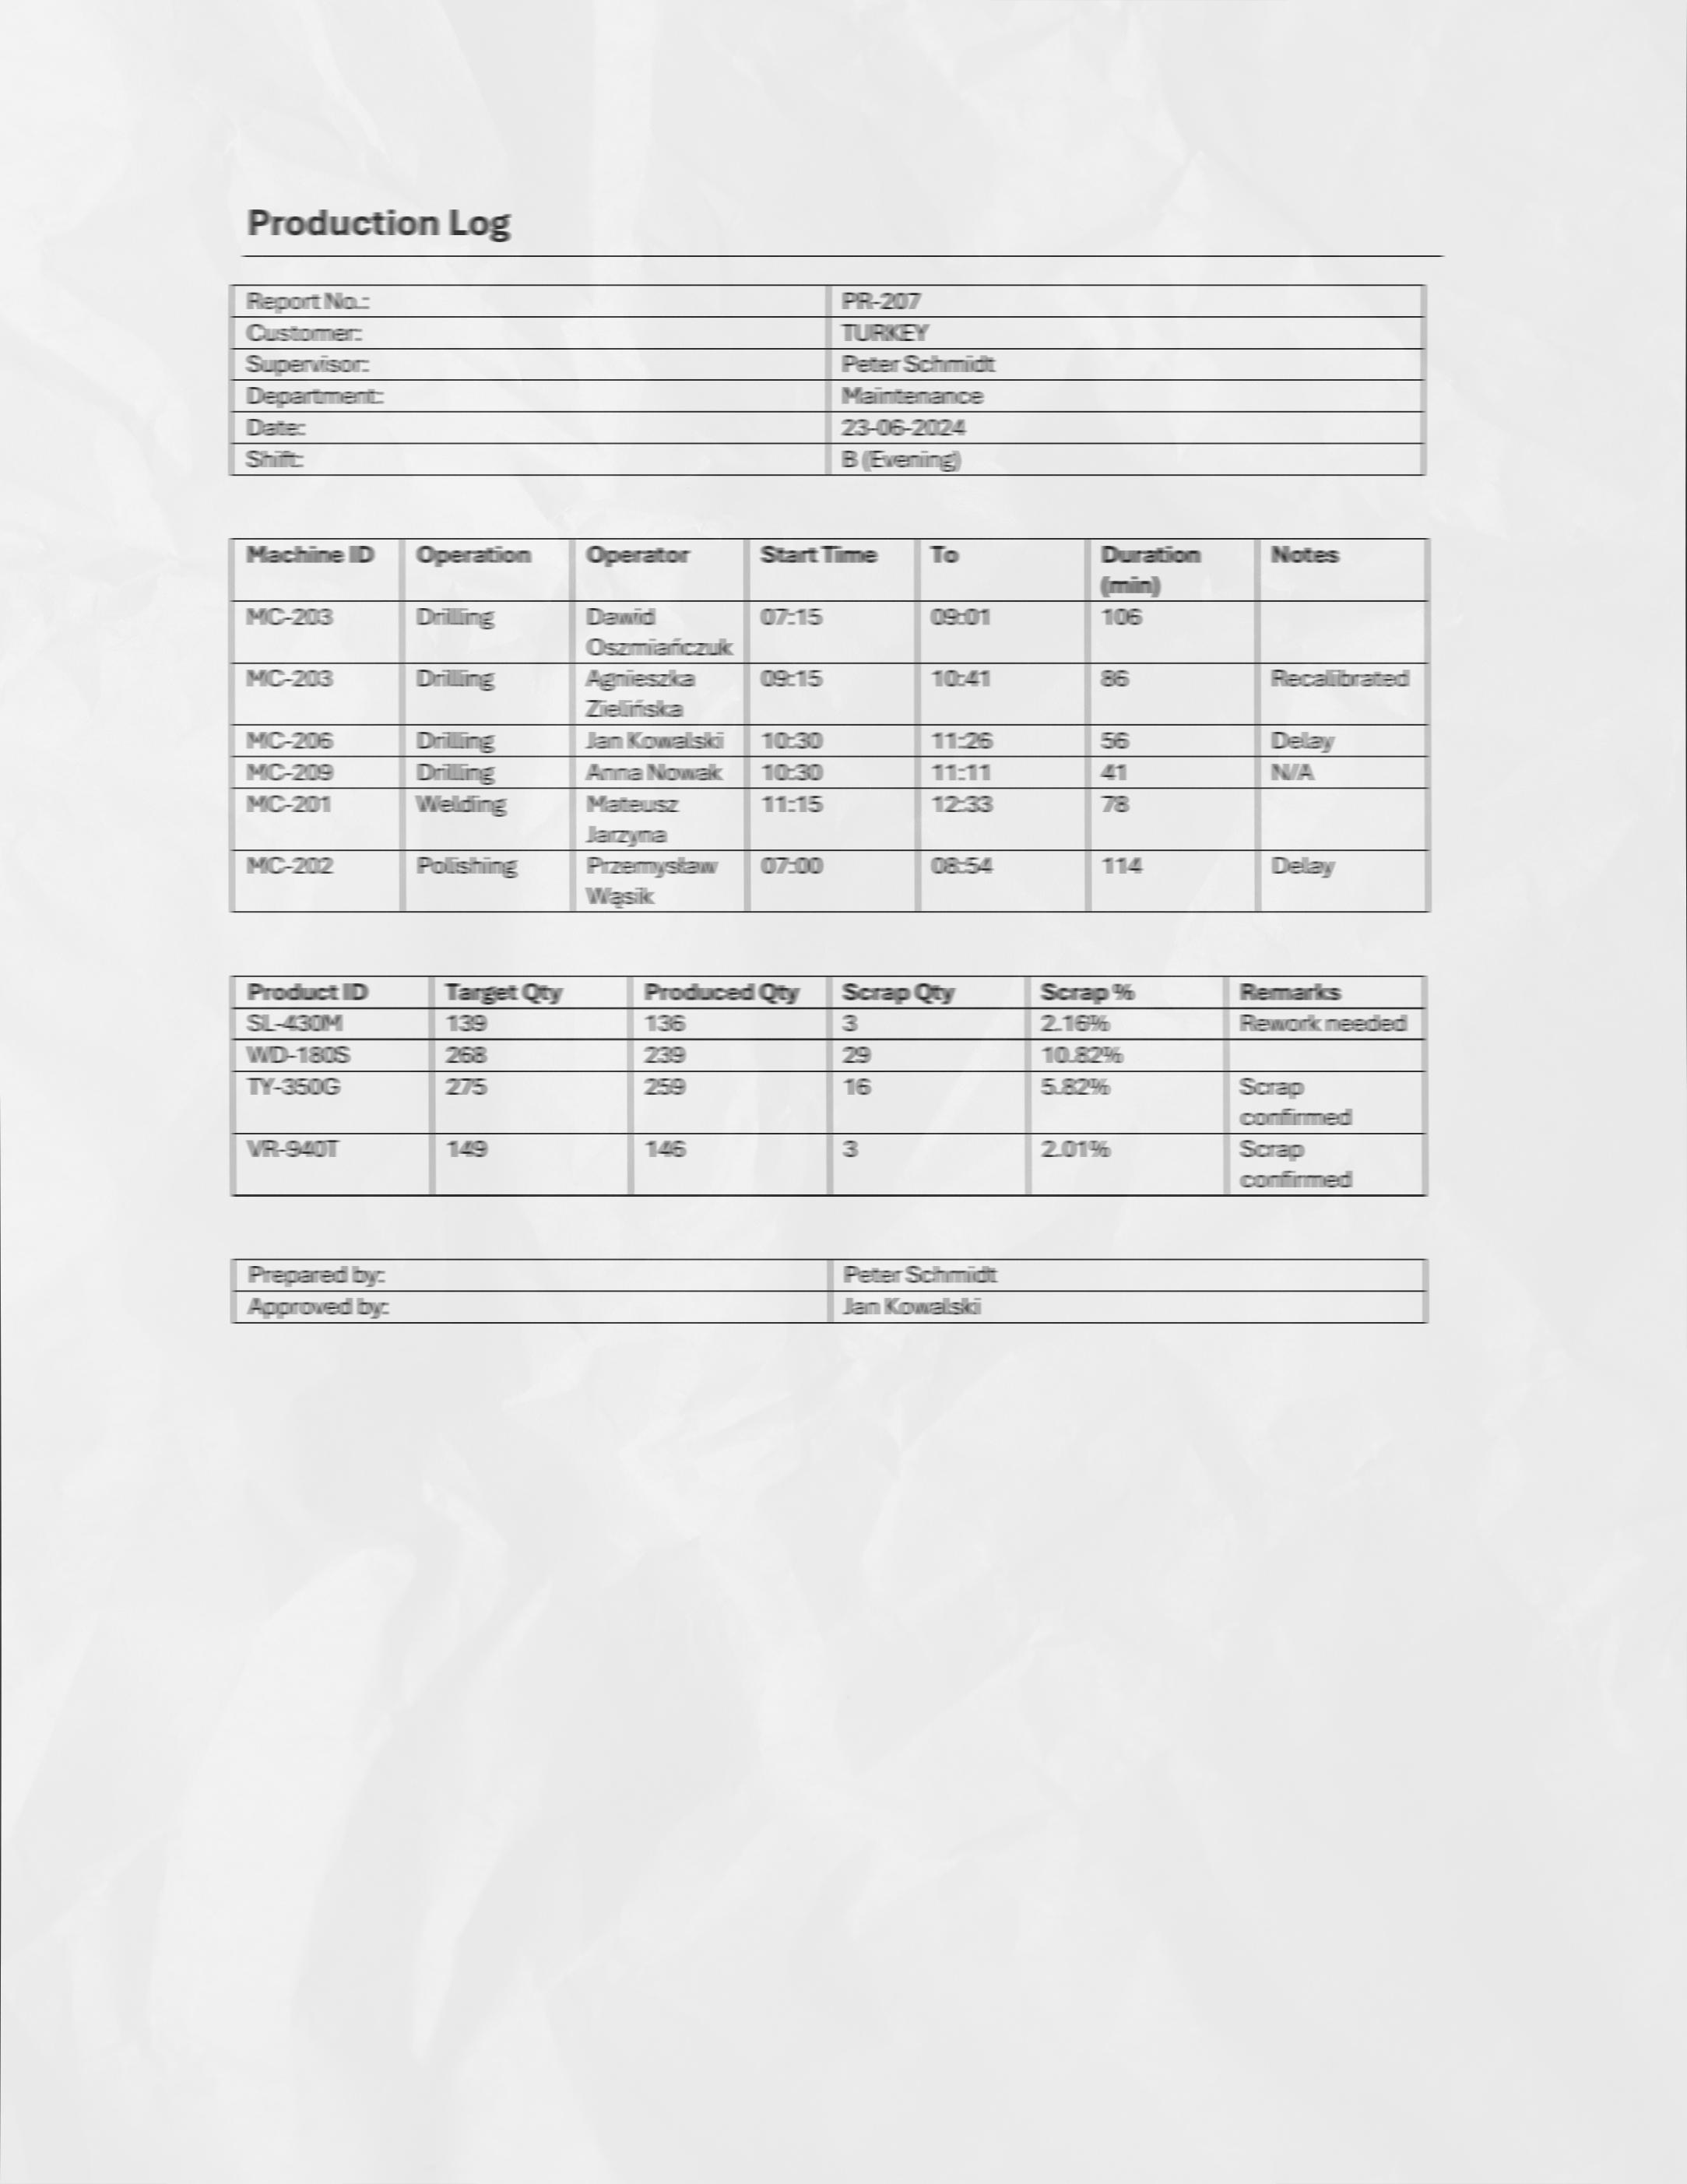 Production Log
Report No.: PR-207
Customer: TURKEY
Supervisor: Peter Schmidt
Department: Maintenance
Date: 23-06-2024
Shift: B (Evening)
Machine ID Operation Operator Start Time To Duration (min) Notes
MC-203 Drilling Dawid Oszmiańczuk 07:15 09:01 106
MC-203 Drilling Agnieszka Zielińska 09:15 10:41 86 Recalibrated
MC-206 Drilling Jan Kowalski 10:30 11:26 56 Delay
MC-209 Drilling Anna Nowak 10:30 11:11 41 N/A
MC-201 Welding Mateusz Jarzyna 11:15 12:33 78
MC-202 Polishing Przemysław Wąsik 07:00 08:54 114 Delay
Product ID Target Qty Produced Qty Scrap Qty Scrap % Remarks
SL-430M 139 136 3 2.16% Rework needed
WD-180S 268 239 29 10.82%
TY-350G 275 259 16 5.82% Scrap confirmed
VR-940T 149 146 3 2.01% Scrap confirmed
Prepared by: Peter Schmidt
Approved by: Jan Kowalski